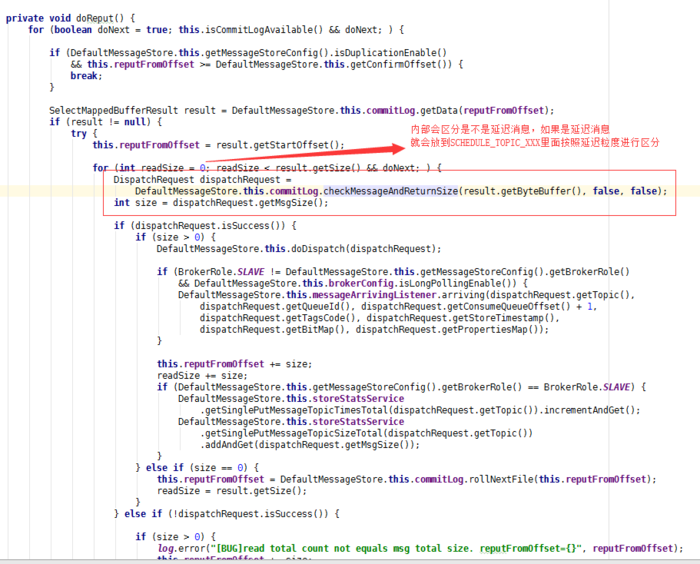 private void doReput() {
for (boolean doNext = true; this.isCommitLogAvailable() && doNext; ) {
if (DefaultMessageStore.this.getMessageStoreConfig().isDuplicationEnable()
&& this.reputFromOffset >= DefaultMessageStore.this.getConfirmOffset()) {
break;
}
SelectMappedBufferResult result = DefaultMessageStore.this.commitLog.getData(reputFromOffset);
if (result != null) {
try {
this.reputFromOffset = result.getStartOffset();
内部会区分是不是延迟消息，如果是延迟消息
就会放到SCHEDULE_TOPIC_XXX里面按照延迟粒度进行区分
for (int readSize = 0; readSize < result.getSize() && doNext; ) {
DispatchRequest dispatchRequest =
DefaultMessageStore.this.commitLog.checkMessageAndReturnSize(result.getByteBuffer(), false, false);
int size = dispatchRequest.getMsgSize();
if (dispatchRequest.isSuccess()) {
if (size > 0) {
DefaultMessageStore.this.doDispatch(dispatchRequest);
if (BrokerRole.SLAVE != DefaultMessageStore.this.getMessageStoreConfig().getBrokerRole()
&& DefaultMessageStore.this.brokerConfig.isLongPollingEnable()) {
DefaultMessageStore.this.messageArrivingListener.arriving(dispatchRequest.getTopic(),
dispatchRequest.getQueueId(), dispatchRequest.getConsumeQueueOffset() + 1,
dispatchRequest.getTagsCode(), dispatchRequest.getStoreTimestamp(),
dispatchRequest.getBitMap(), dispatchRequest.getPropertiesMap());
}
this.reputFromOffset += size;
readSize += size;
if (DefaultMessageStore.this.getMessageStoreConfig().getBrokerRole() == BrokerRole.SLAVE) {
DefaultMessageStore.this.storeStatsService
.getSinglePutMessageTopicTimesTotal(dispatchRequest.getTopic()).incrementAndGet();
DefaultMessageStore.this.storeStatsService
.getSinglePutMessageTopicSizeTotal(dispatchRequest.getTopic())
.addAndGet(dispatchRequest.getMsgSize());
}
} else if (size == 0) {
this.reputFromOffset = DefaultMessageStore.this.commitLog.rollNextFile(this.reputFromOffset);
readSize = result.getSize();
}
} else if (!dispatchRequest.isSuccess()) {
if (size > 0) {
log.error("[BUG]read total count not equals msg total size. reputFromOffset={}", reputFromOffset);
this.reputFromOffset += size;